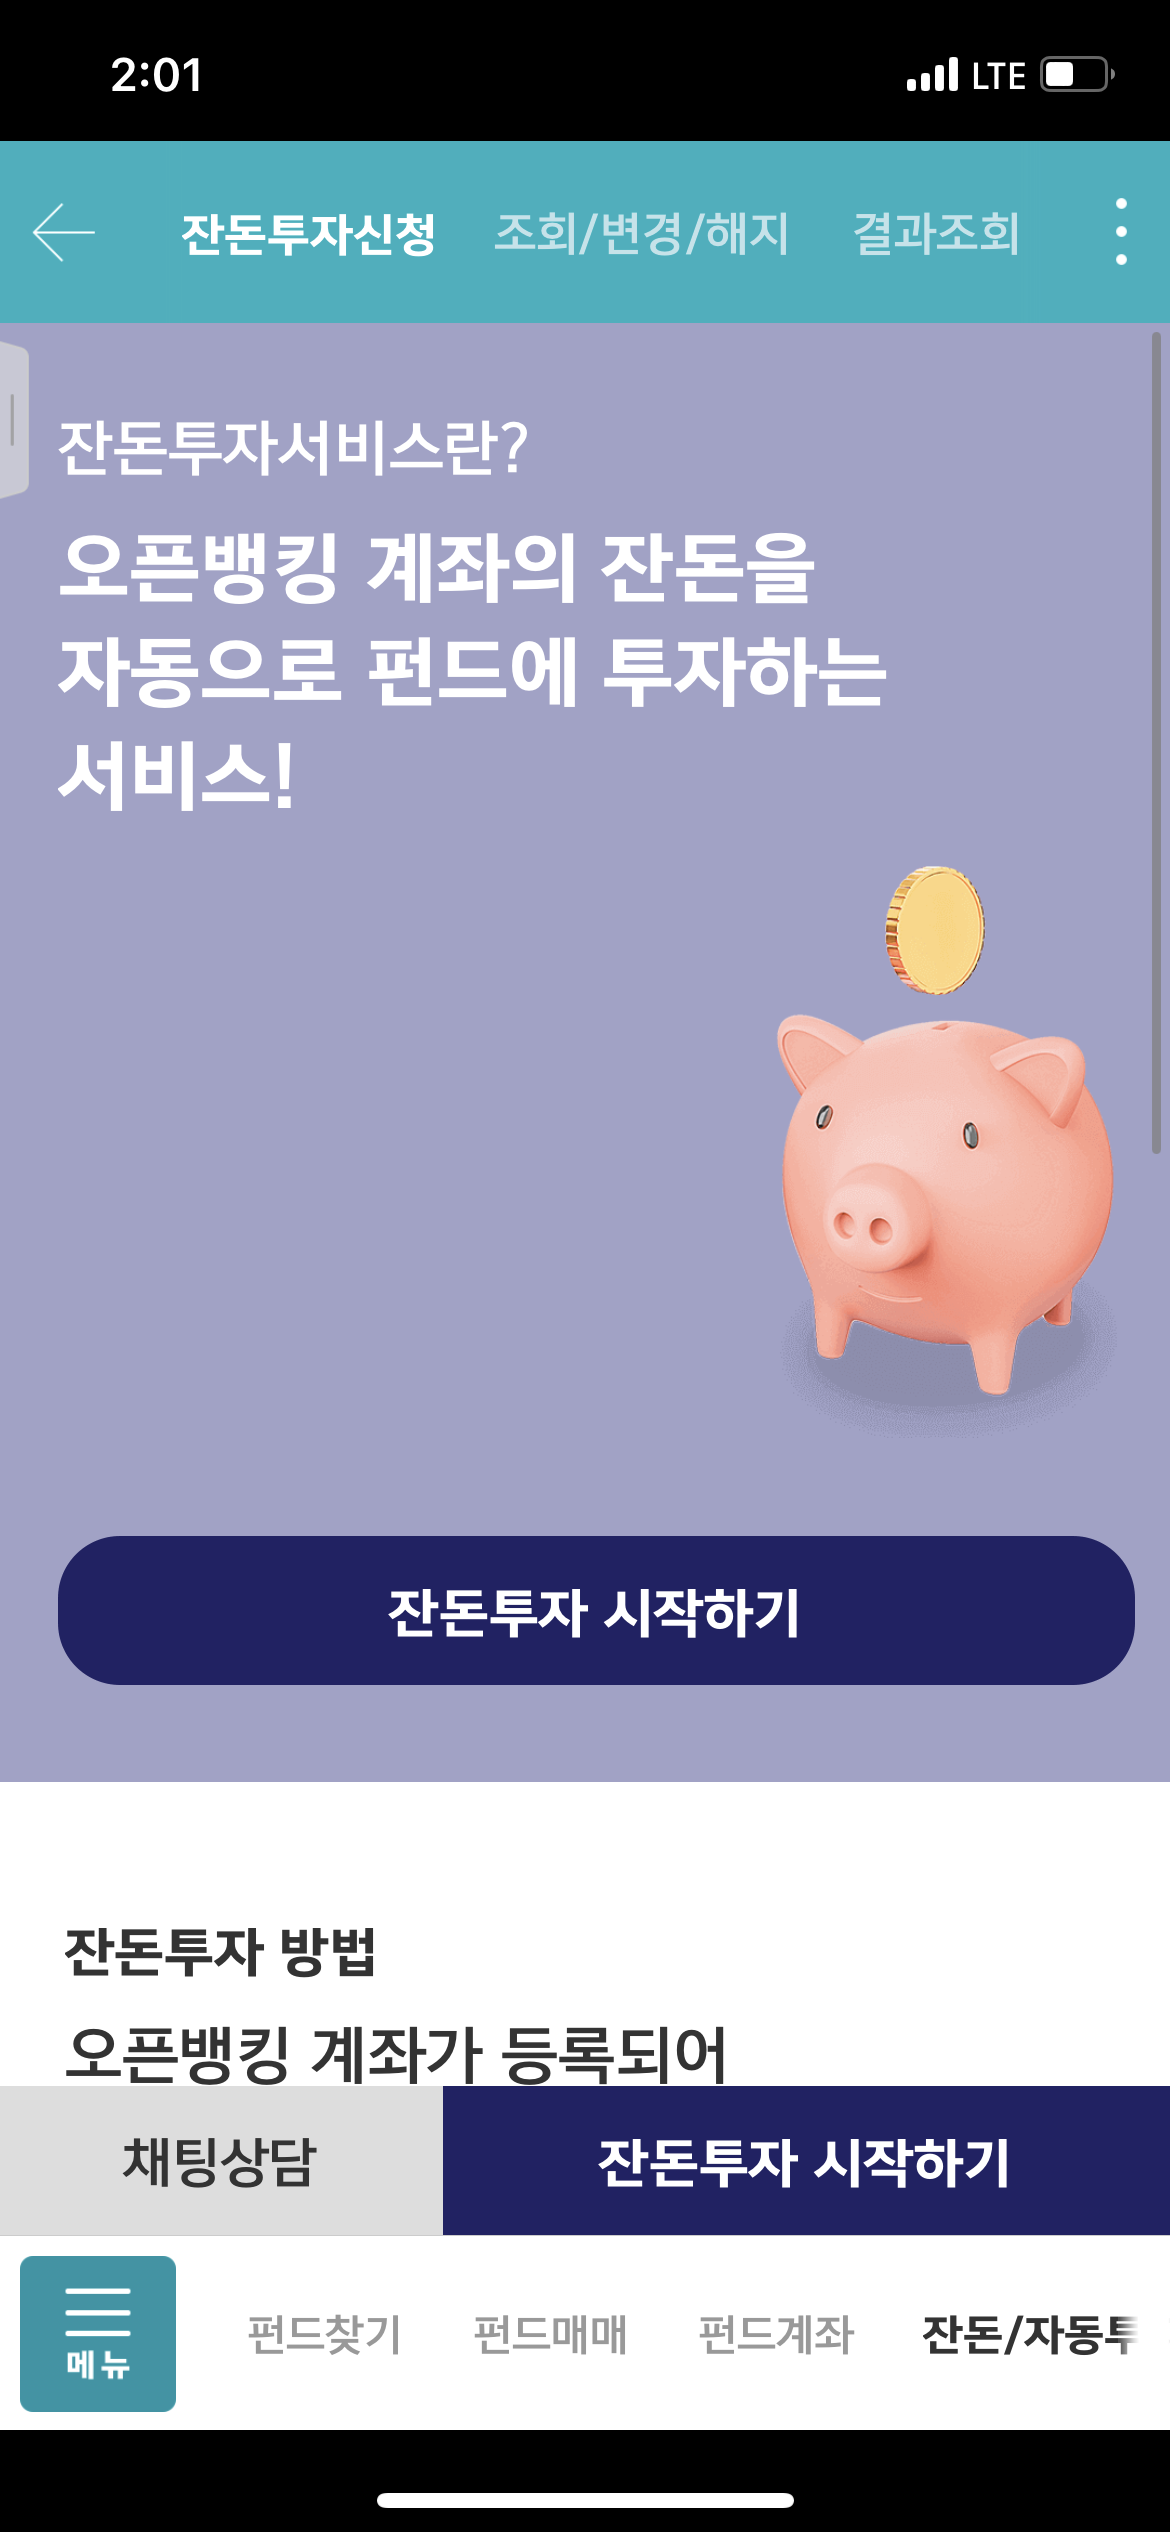 2:01
LTE
잔돈투자신청 조회/변경/해지 결과조회
잔돈투자서비스란?
오픈뱅킹 계좌의 잔돈을
자동으로 펀드에 투자하는
서비스!
잔돈투자 시작하기
잔돈투자 방법
오픈뱅킹 계좌가 등록되어
채팅상담 잔돈투자 시작하기
메뉴 펀드찾기 펀드매매 펀드계좌 잔돈/자동투